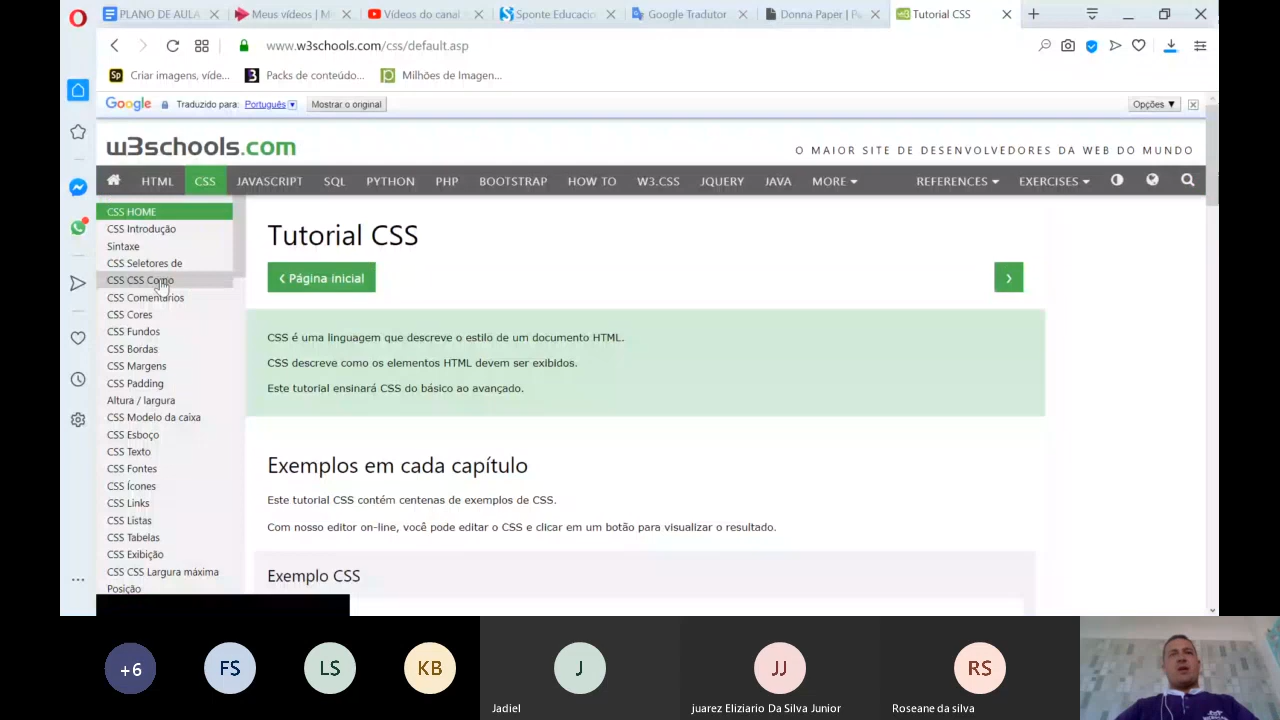 PLANO DE AULA
Meus vídeos | M
Vídeos do canal
Sponte Educacio
Google Tradutor
Donna Paper | Pa
Tutorial CSS
www.w3schools.com/css/default.asp
Criar imagens, víde...
Packs de conteúdo...
Milhões de Imagen...
Google Traduzido para: Português Mostrar o original
Opções ▼
w3schools.com
O MAIOR SITE DE DESENVOLVEDORES DA WEB DO MUNDO
HTML CSS JAVASCRIPT SQL PYTHON PHP BOOTSTRAP HOW TO W3.CSS JQUERY JAVA MORE REFERENCES EXERCISES
CSS HOME
CSS Introdução
Sintaxe
CSS Seletores de
CSS CSS Como
CSS Comentários
CSS Cores
CSS Fundos
CSS Bordas
CSS Margens
CSS Padding
Altura / largura
CSS Modelo da caixa
CSS Esboço
CSS Texto
CSS Fontes
CSS Ícones
CSS Links
CSS Listas
CSS Tabelas
CSS Exibição
CSS CSS Largura máxima
Posição
Tutorial CSS
❮ Página inicial
❯
CSS é uma linguagem que descreve o estilo de um documento HTML.
CSS descreve como os elementos HTML devem ser exibidos.
Este tutorial ensinará CSS do básico ao avançado.
Exemplos em cada capítulo
Este tutorial CSS contém centenas de exemplos de CSS.
Com nosso editor on-line, você pode editar o CSS e clicar em um botão para visualizar o resultado.
Exemplo CSS
+6
FS
LS
KB
J
JJ
RS
Jadiel
juarez Eliziario Da Silva Junior
Roseane da silva